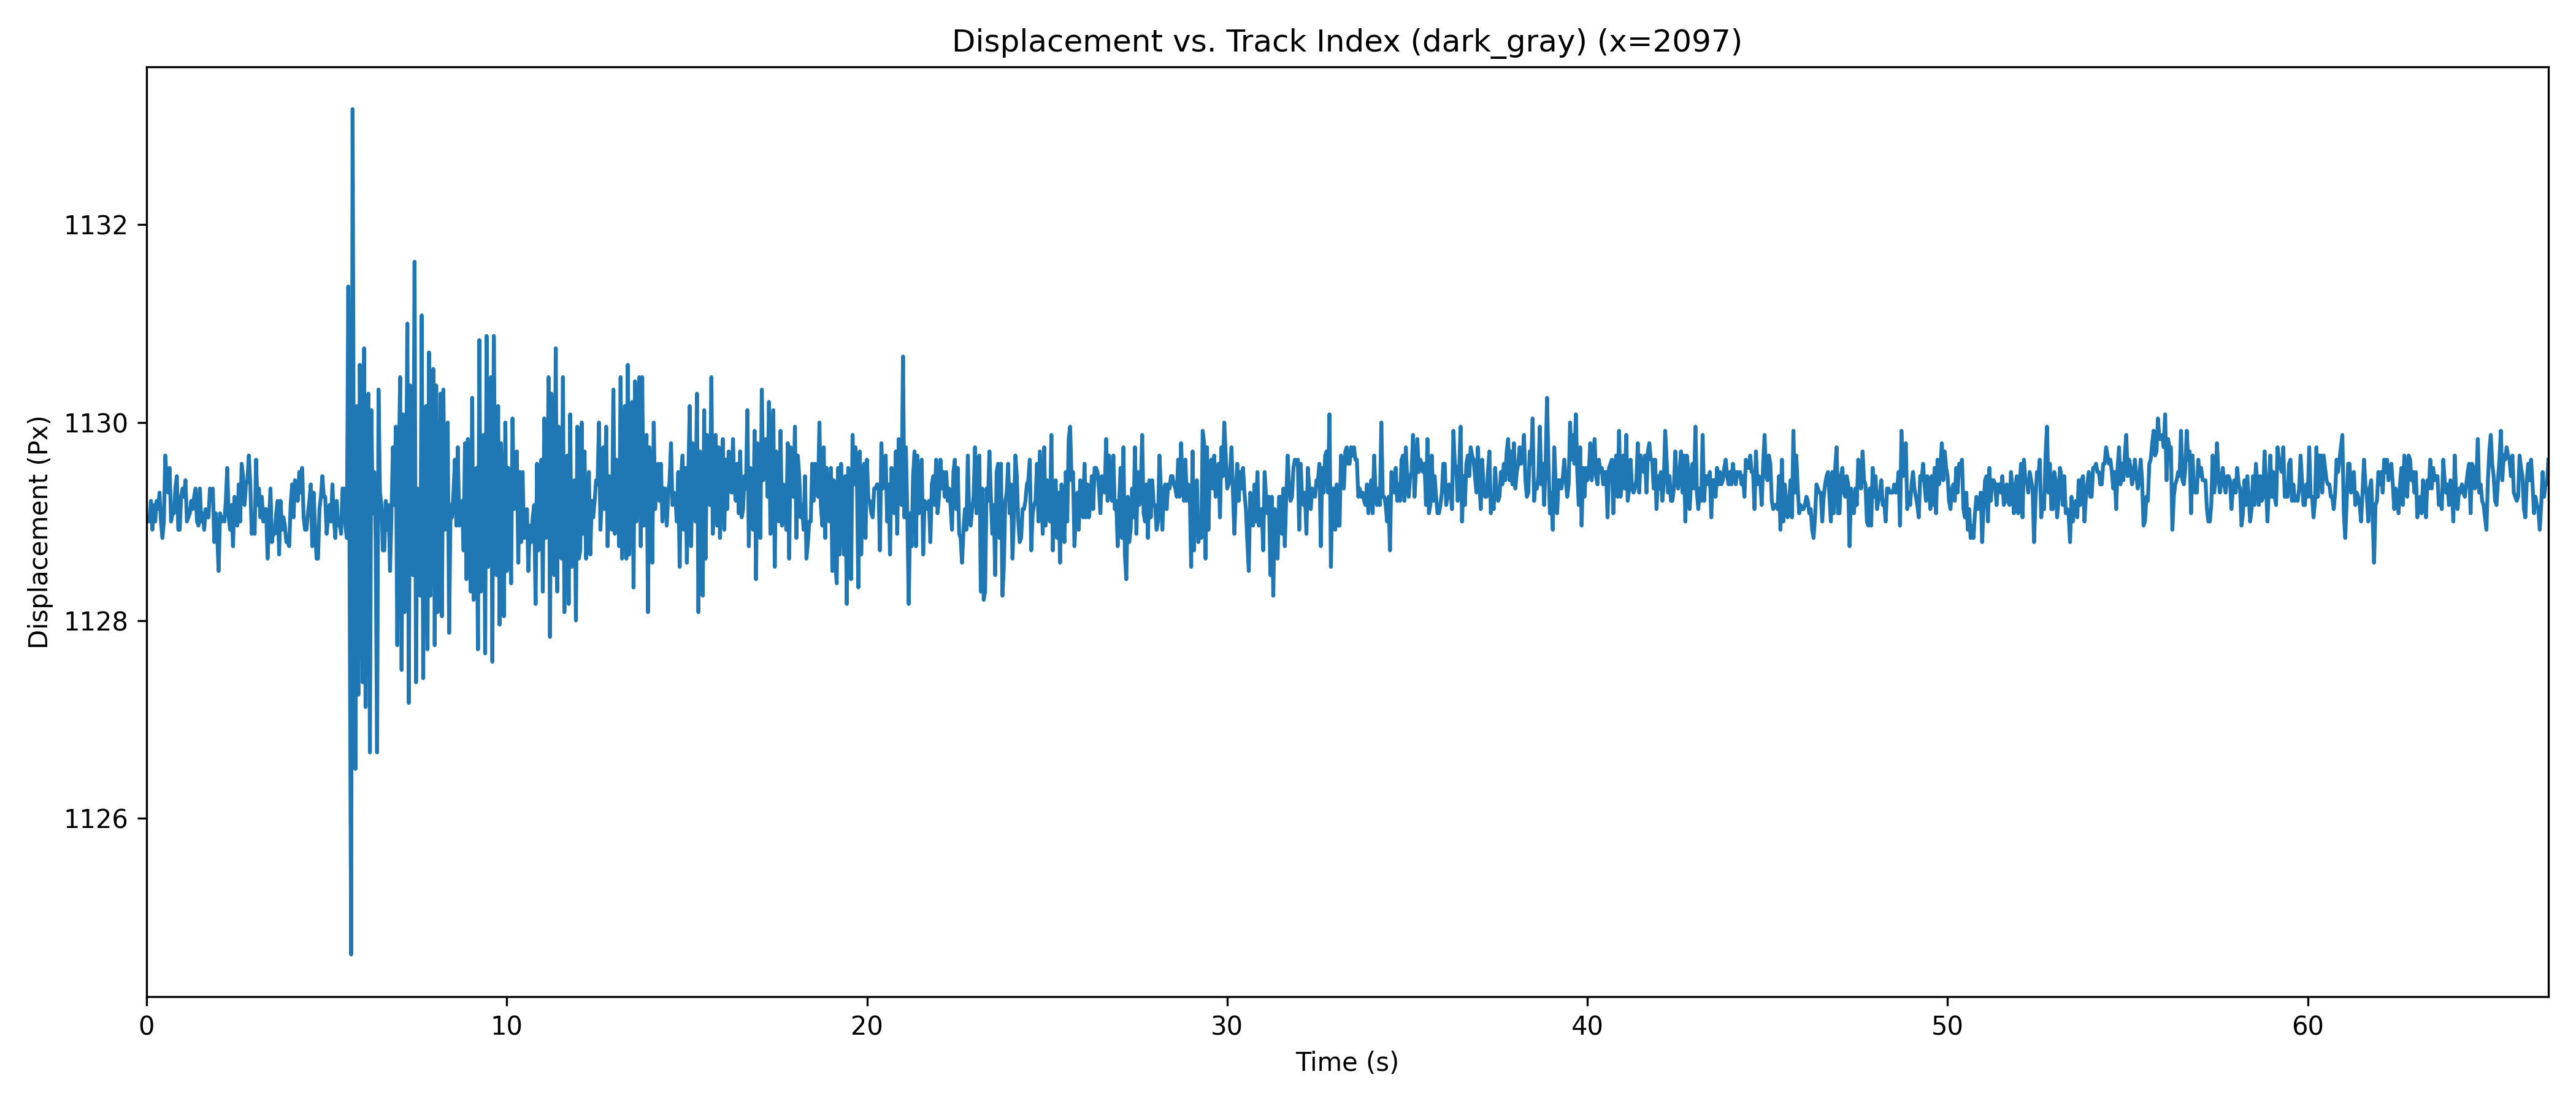 Displacement vs. Track Index (dark_gray) (x=2097)
Displacement (Px)
1132
1130
1128
1126
0 10 20 30 40 50 60
Time (s)